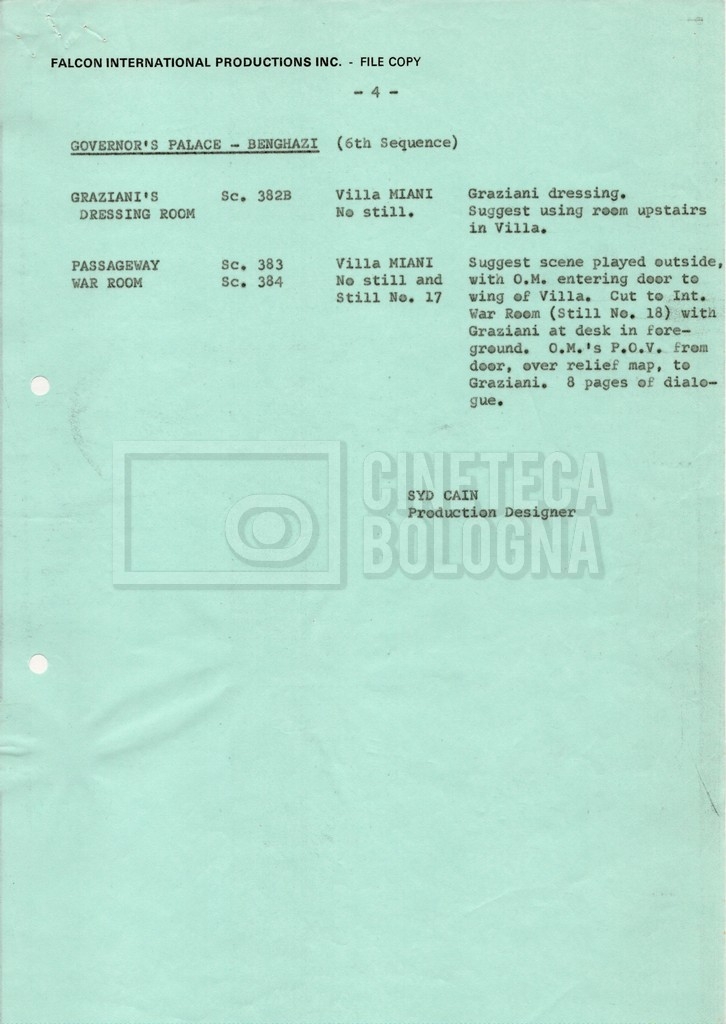 FALCON INTERNATIONAL PRODUCTIONS INC. - FILE COPY
- 4 -
GOVERNOR'S PALACE - BENGHAZI (6th Sequence)
GRAZIANI'S Sc. 382B Villa MIANI Graziani dressing.
DRESSING ROOM No still. Suggest using room upstairs
in Villa.
PASSAGEWAY Sc. 383 Villa MIANI Suggest scene played outside,
WAR ROOM Sc. 384 No still and with O.M. entering door to
Still No. 17 wing of Villa. Cut to Int.
War Room (Still No. 18) with
Graziani at desk in fore-
ground. O.M.'s P.O.V. from
door, over relief map, to
Graziani. 8 pages of dialo-
gue.
CINETECA
BOLOGNA
SYD CAIN
Production Designer